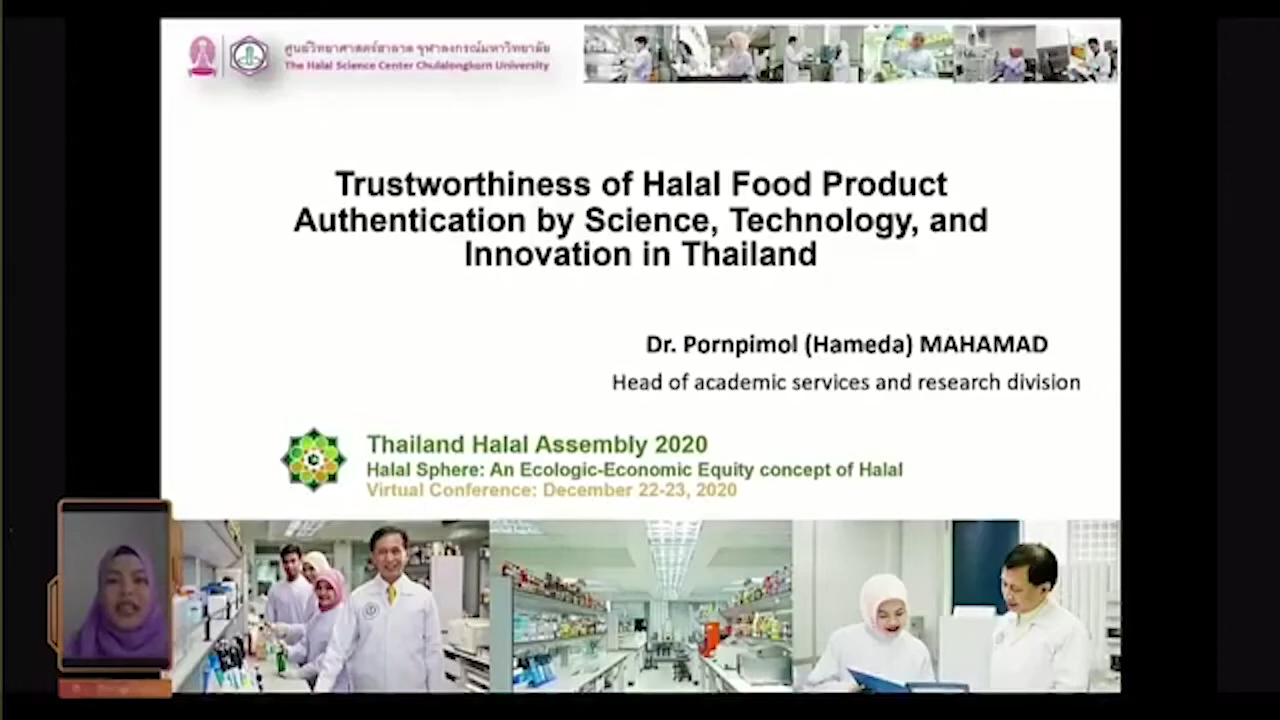 ศูนย์วิทยาศาสตร์ฮาลาล จุฬาลงกรณ์มหาวิทยาลัย
The Halal Science Center Chulalongkorn University
Trustworthiness of Halal Food Product
Authentication by Science, Technology, and
Innovation in Thailand
Dr. Pornpimol (Hameda) MAHAMAD
Head of academic services and research division
Thailand Halal Assembly 2020
Halal Sphere: An Ecologic-Economic Equity concept of Halal
Virtual Conference: December 22-23, 2020